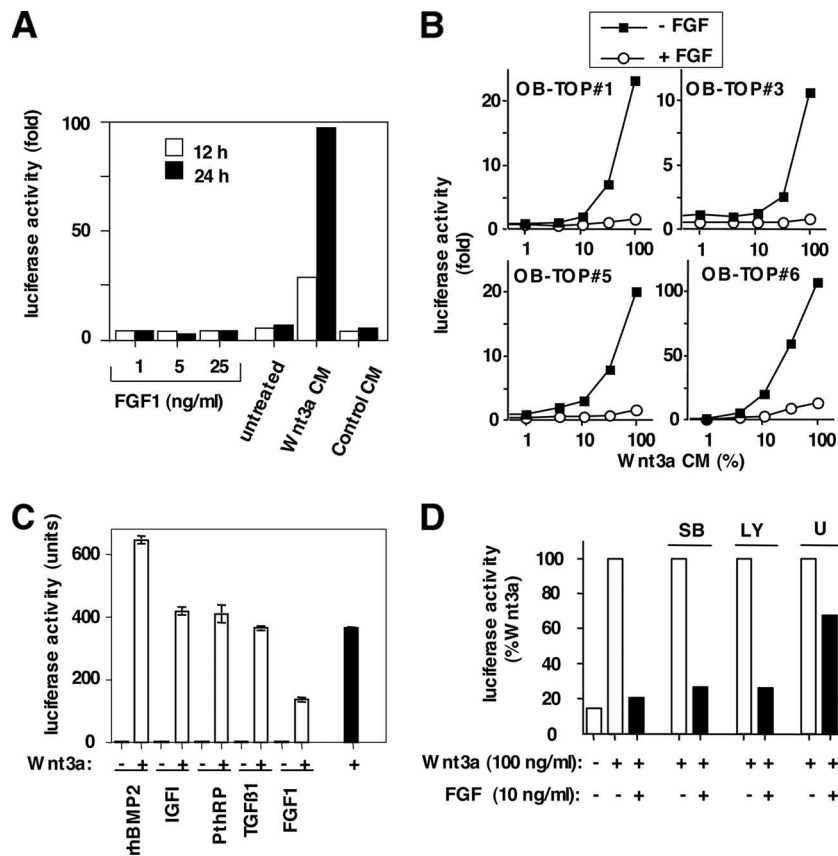 A
luciferase activity (fold)
100
50
0
12 h
24 h
1 5 25
FGF1 (ng/ml)
untreated
Wnt3a CM
Control CM
B
- FGF
+ FGF
luciferase activity
(fold)
OB-TOP#1
20
10
0
1 10 100
OB-TOP#3
10
5
0
1 10 100
OB-TOP#5
20
10
0
1 10 100
OB-TOP#6
100
50
0
1 10 100
Wnt3a CM (%)
C
luciferase activity (units)
600
400
200
0
Wnt3a: - + - + - + - + - + +
rhBMP2
IGFI
PthRP
TGFß1
FGF1
D
SB LY U
luciferase activity
(%Wnt3a)
100
80
60
40
20
0
Wnt3a (100 ng/ml): - + + + + + + + +
FGF (10 ng/ml): - - + - + - + - +